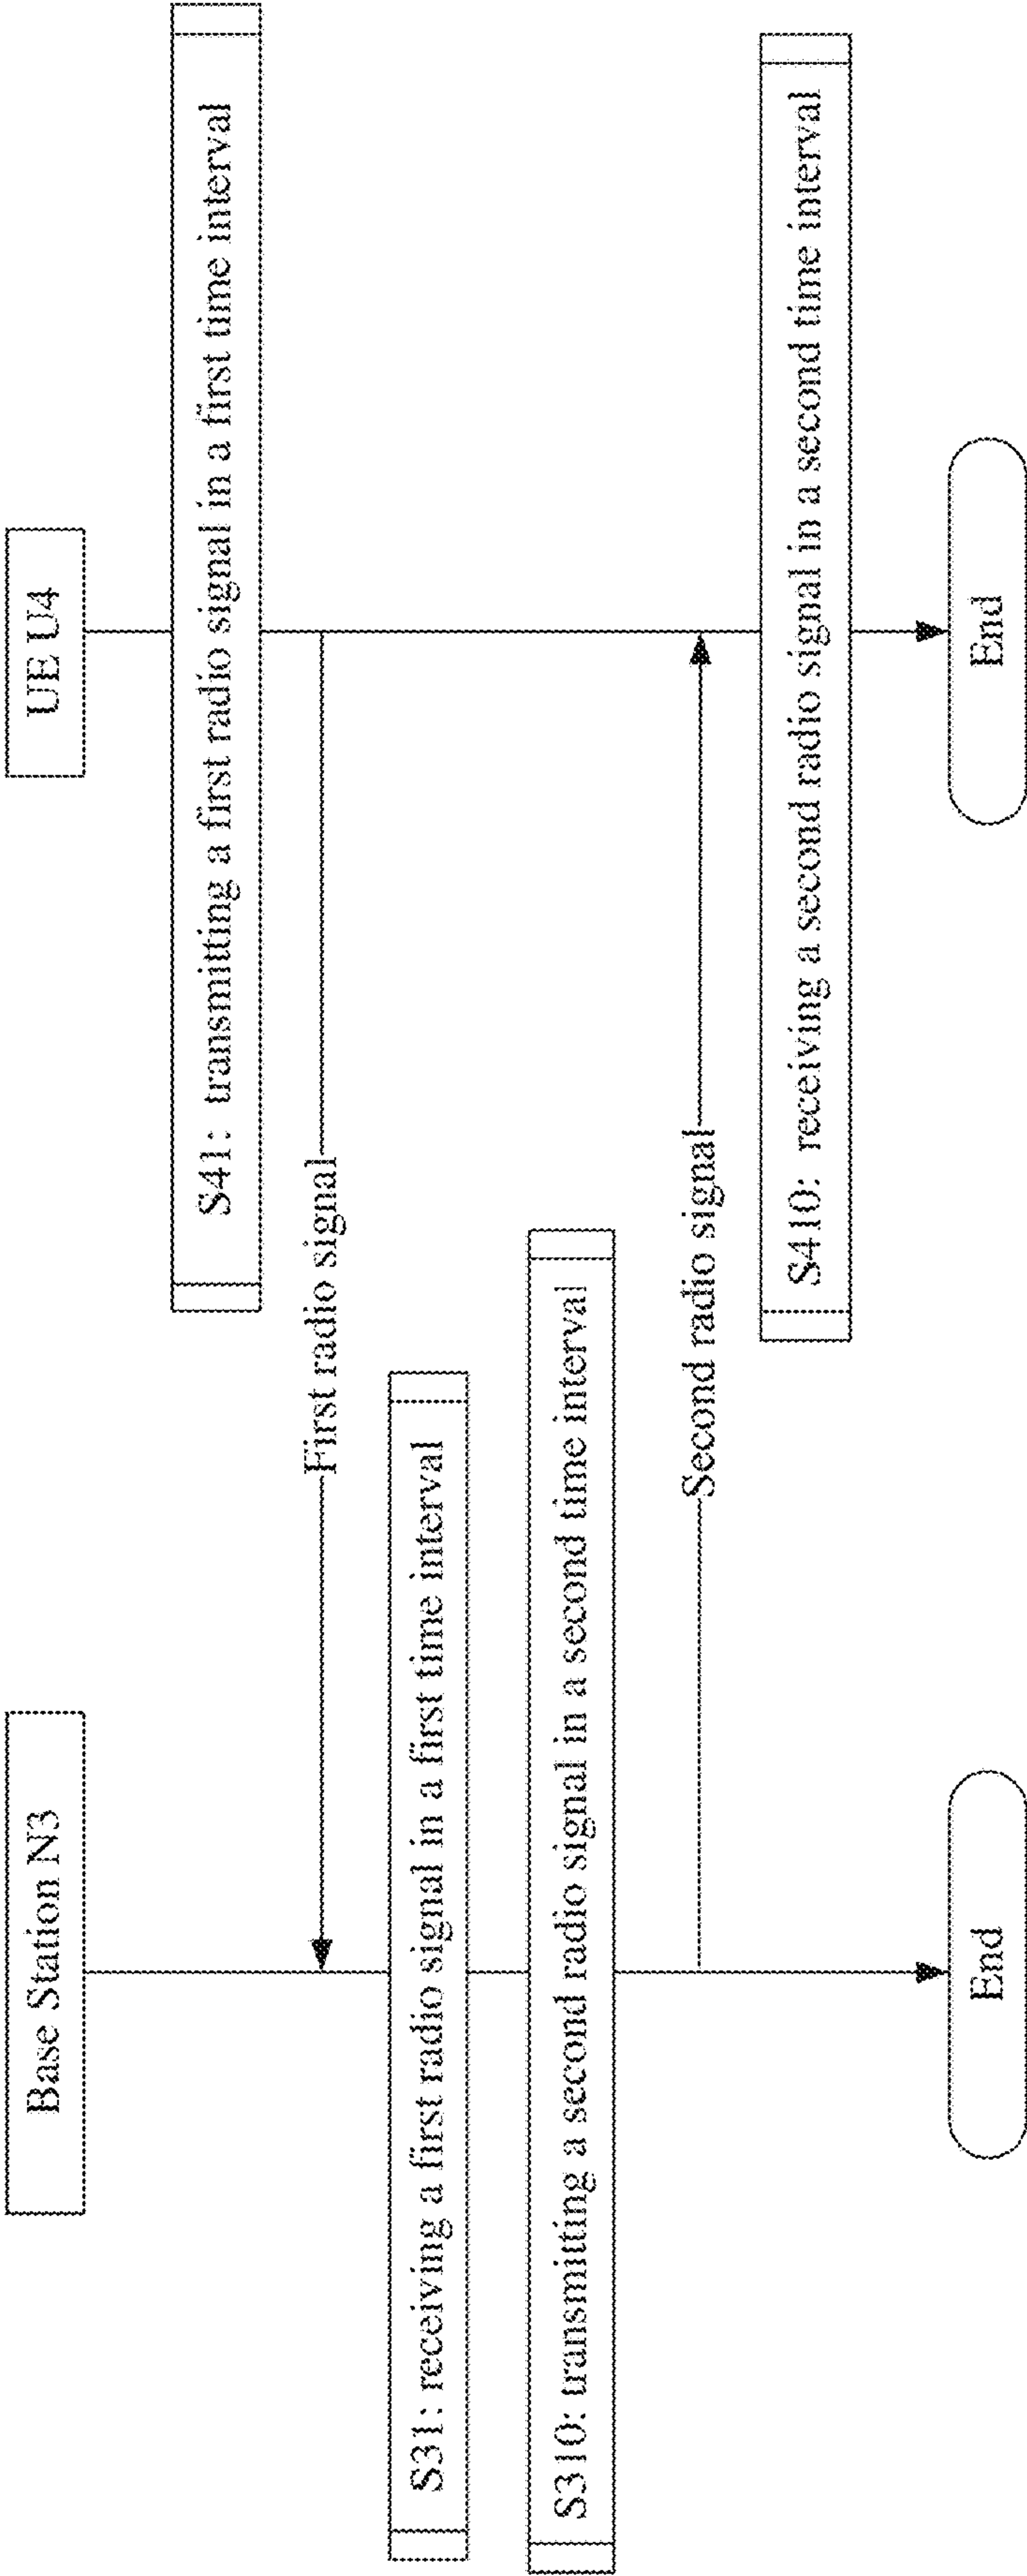 Base Station N3
UE U4
S41: transmitting a first radio signal in a first time interval
First radio signal
S31: receiving a first radio signal in a first time interval
S310: transmitting a second radio signal in a second time interval
Second radio signal
S410: receiving a second radio signal in a second time interval
End
End